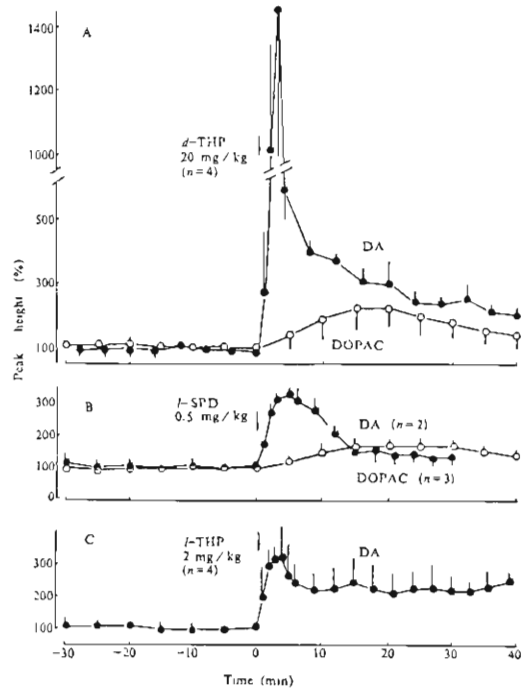 A
1400
1000
500
300
100
d-THP
20 mg/kg
(n=4)
DA
DOPAC
Peak height (%)
B
300
200
100
0
l-SPD
0.5 mg/kg
DA (n=2)
DOPAC (n=3)
C
300
200
100
l-THP
2 mg/kg
(n=4)
DA
-30 -20 -10 0 10 20 30 40
Time (min)